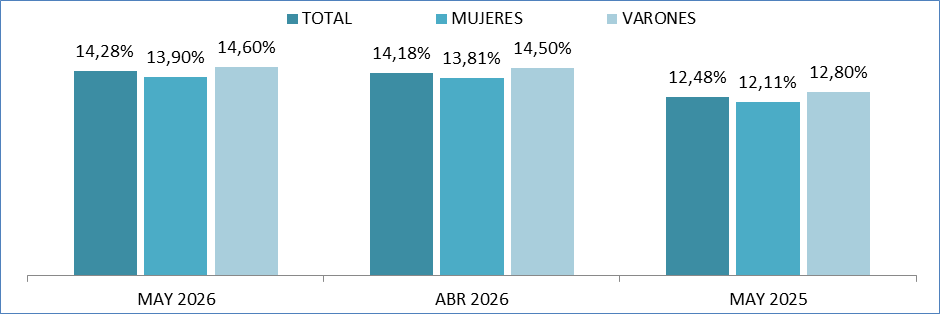 TOTAL MUJERES VARONES
14,28% 13,90% 14,60% 14,18% 13,81% 14,50% 12,48% 12,11% 12,80%
MAY 2026 ABR 2026 MAY 2025